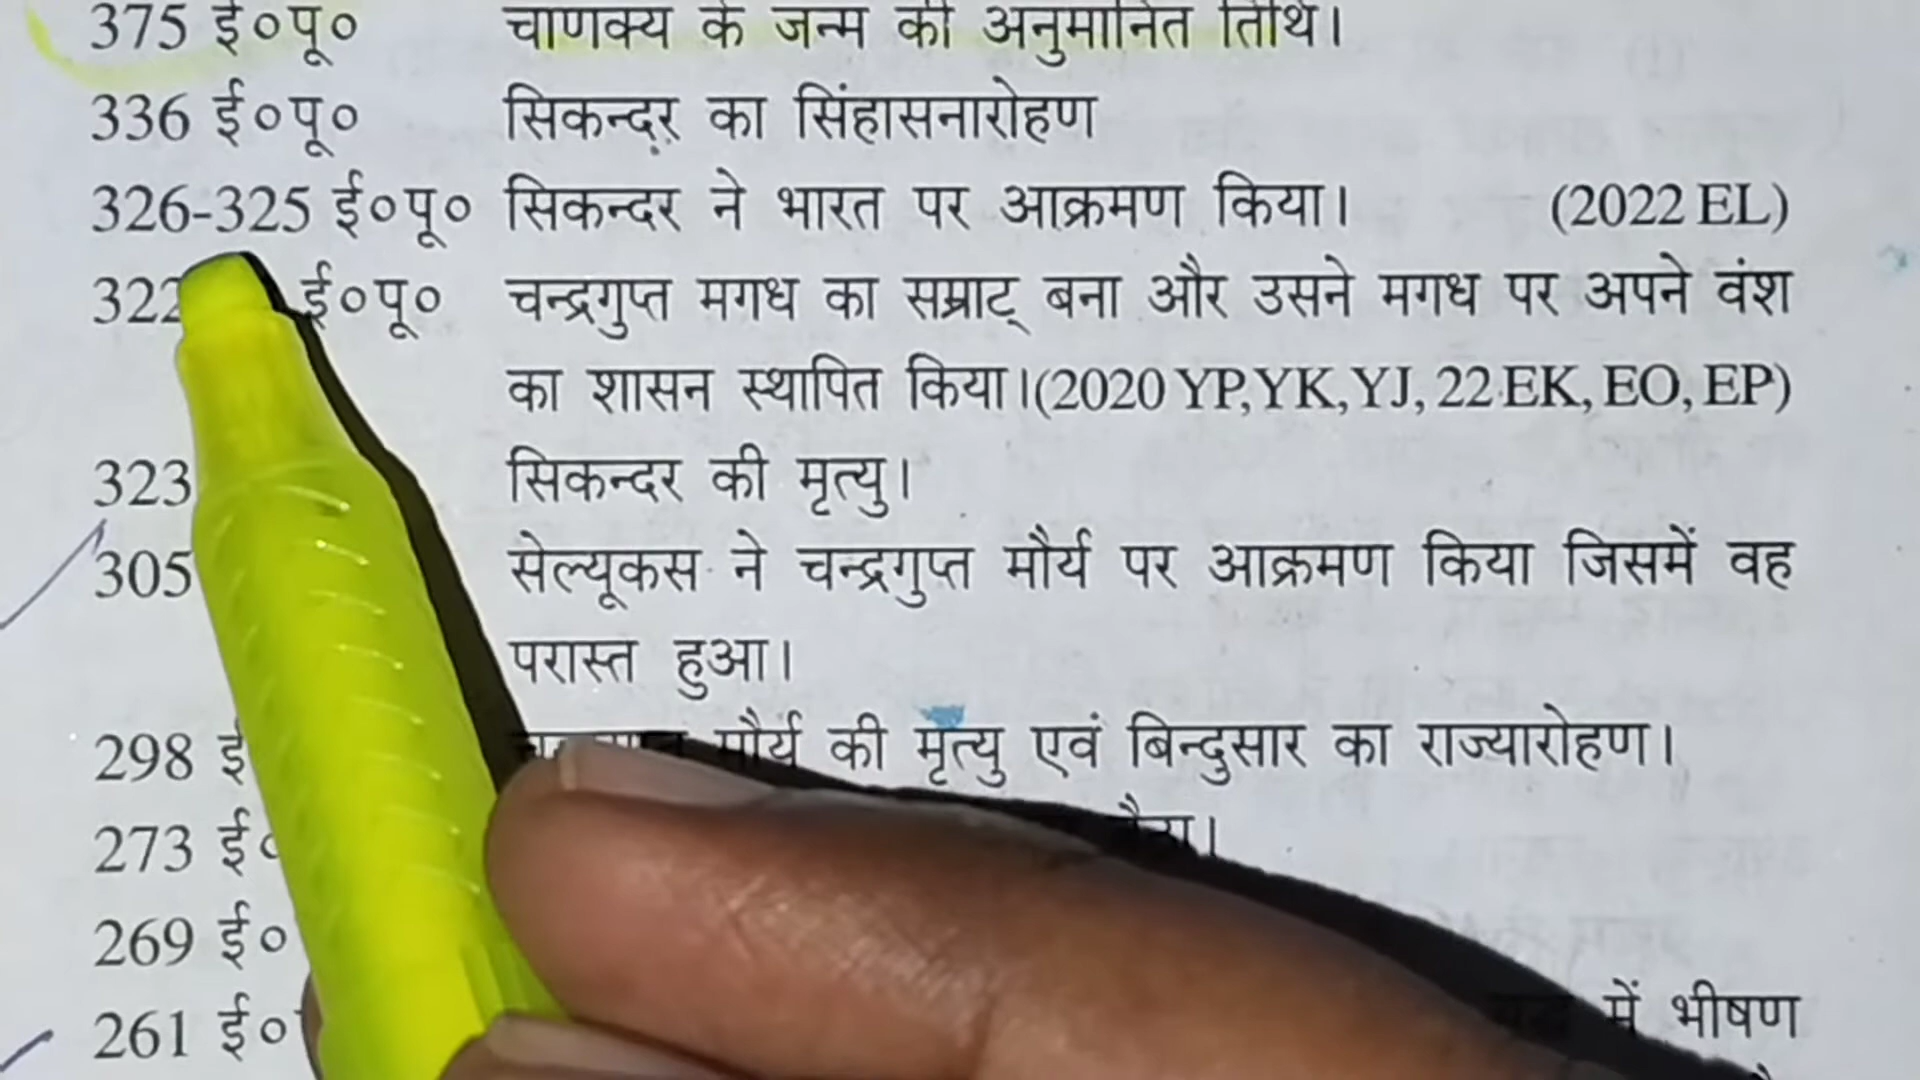 375 ई०पू० चाणक्य के जन्म की अनुमानित तिथि।
336 ई०पू० सिकन्दर का सिंहासनारोहण
326-325 ई०पू० सिकन्दर ने भारत पर आक्रमण किया। (2022 EL)
322 ई०पू० चन्द्रगुप्त मगध का सम्राट् बना और उसने मगध पर अपने वंश
का शासन स्थापित किया।(2020 YP, YK, YJ, 22 EK, EO, EP)
323 सिकन्दर की मृत्यु।
305 सेल्यूकस ने चन्द्रगुप्त मौर्य पर आक्रमण किया जिसमें वह
परास्त हुआ।
298 ई मौर्य की मृत्यु एवं बिन्दुसार का राज्यारोहण।
273 ई०
269 ई०
261 ई० में भीषण